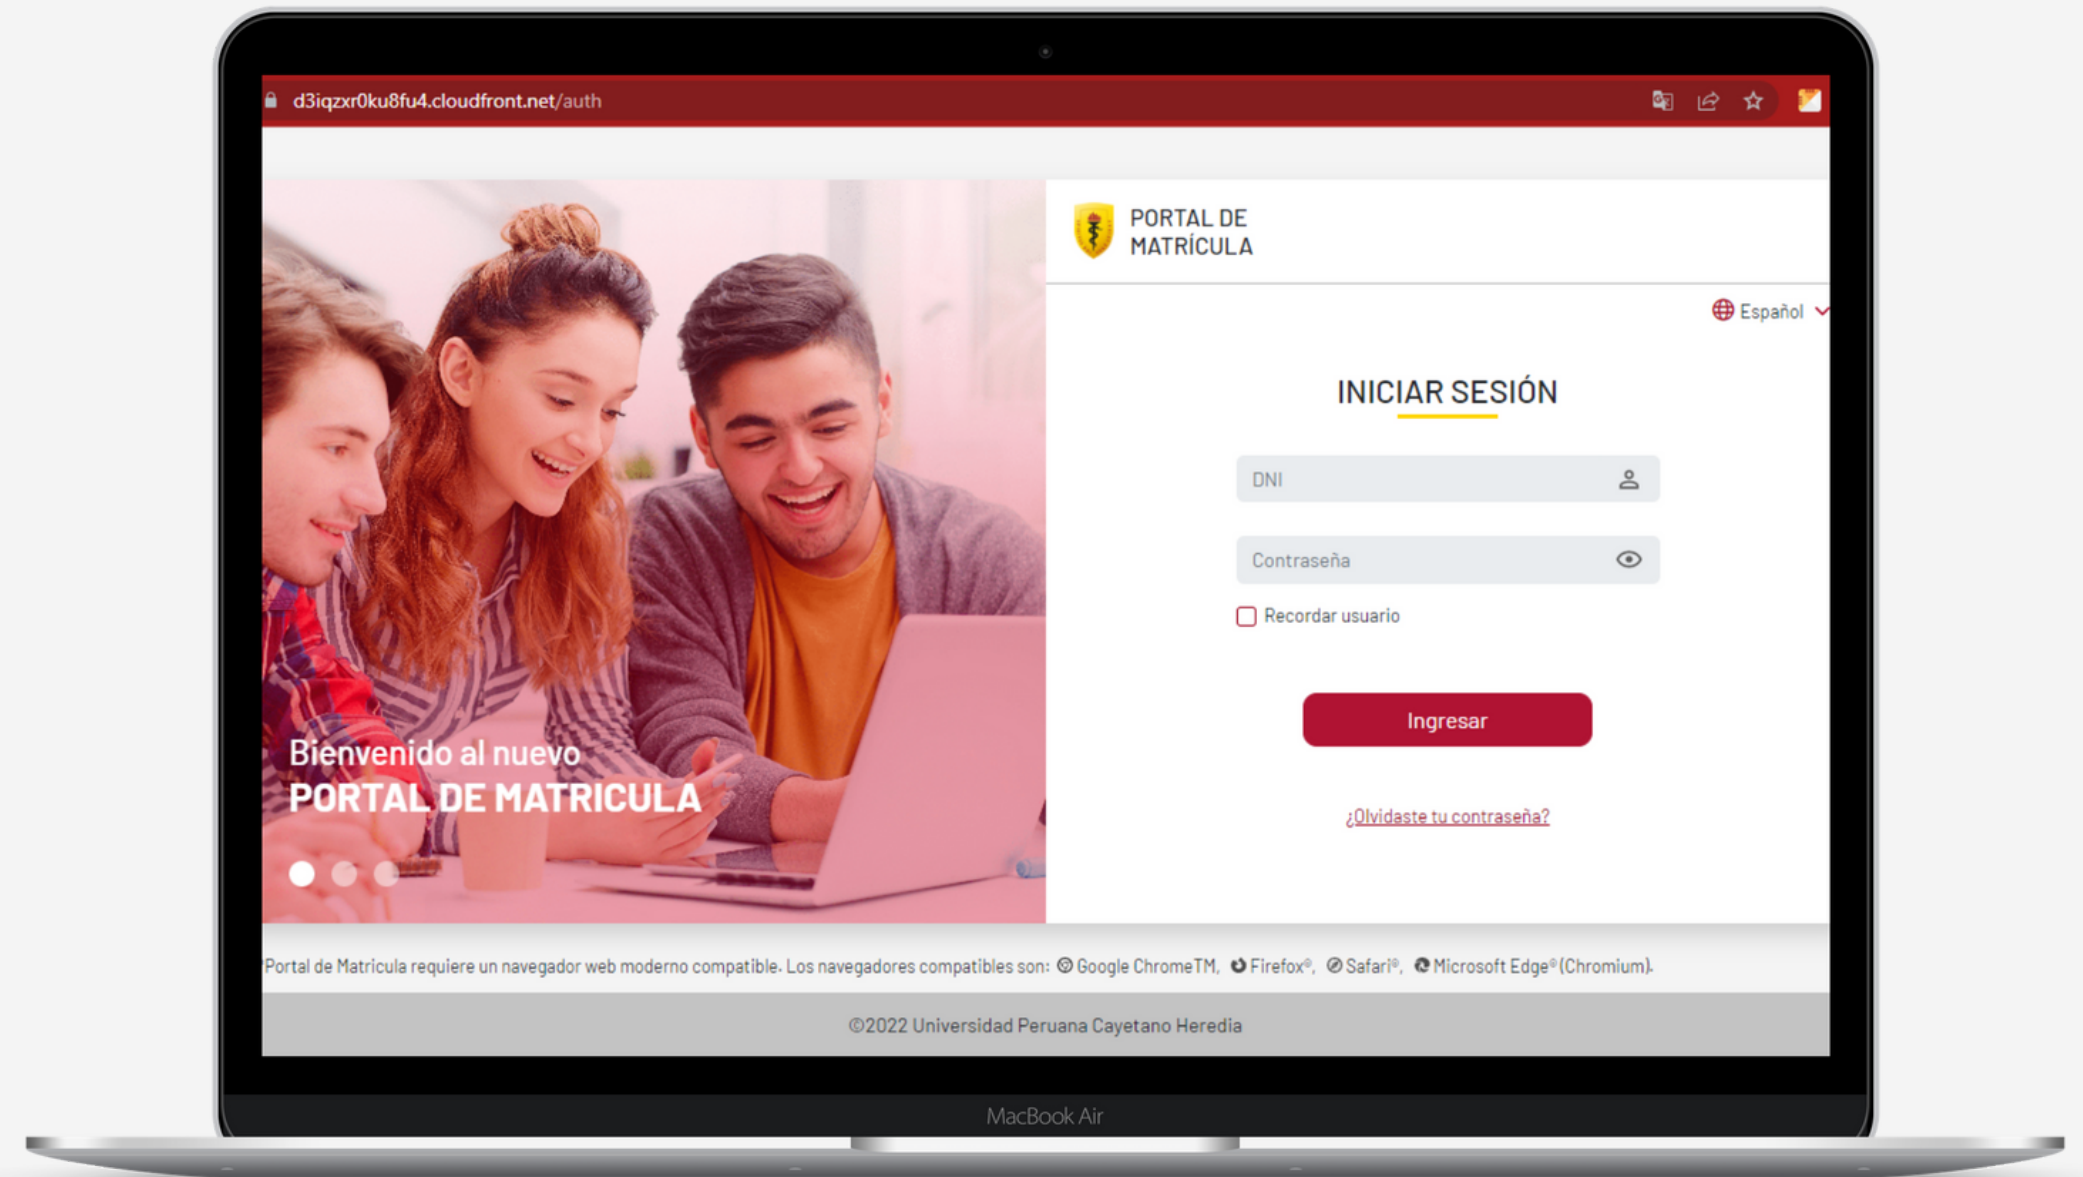 d3iqzxr0ku8fu4.cloudfront.net/auth
PORTAL DE
MATRÍCULA
Español
INICIAR SESIÓN
DNI
Contraseña
Recordar usuario
Ingresar
¿Olvidaste tu contraseña?
Bienvenido al nuevo
PORTAL DE MATRICULA
*Portal de Matricula requiere un navegador web moderno compatible. Los navegadores compatibles son: Google ChromeTM, Firefox®, Safari®, Microsoft Edge® (Chromium).
©2022 Universidad Peruana Cayetano Heredia
MacBook Air